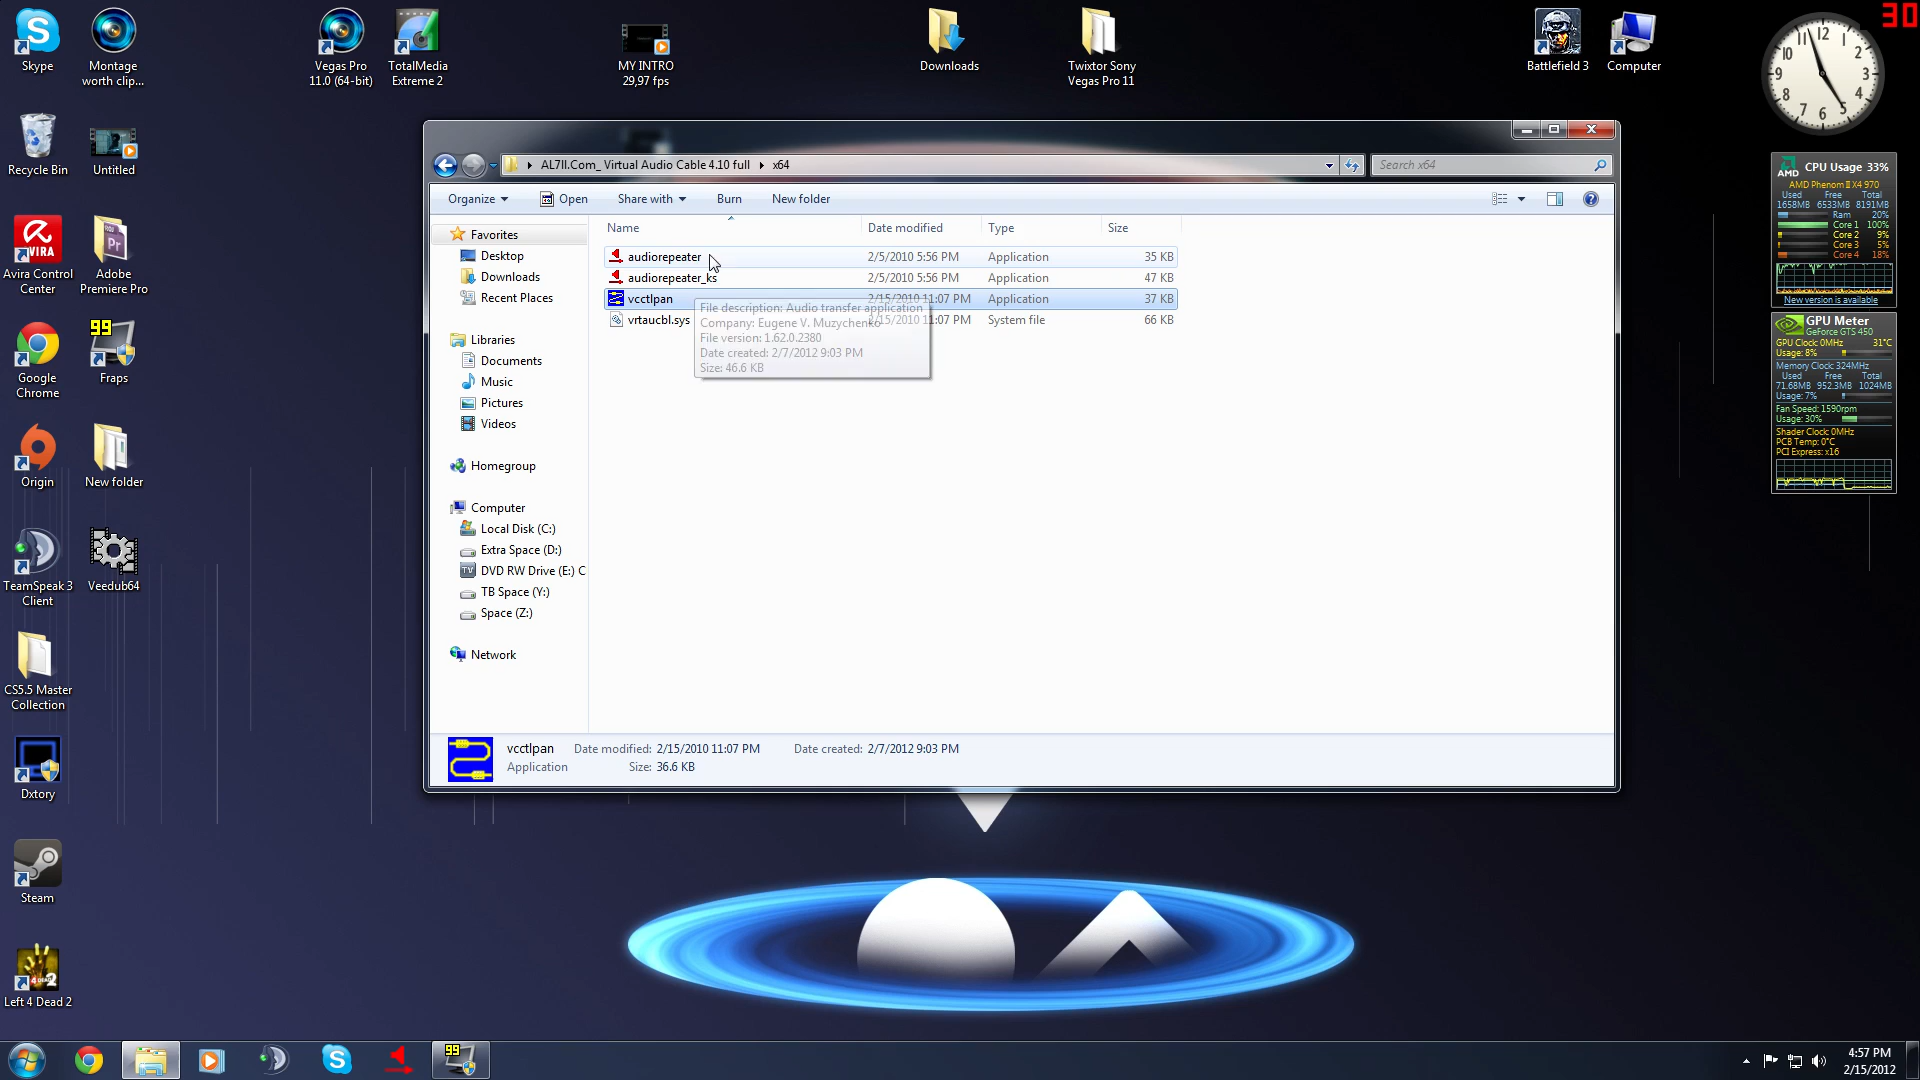 Skype
Montage
worth clip...
Vegas Pro
11.0 (64-bit)
TotalMedia
Extreme 2
MY INTRO
29,97 fps
Downloads
Twixtor Sony
Vegas Pro 11
Battlefield 3
Computer
30
12
1
2
3
4
5
6
7
8
9
10
11
Recycle Bin
Untitled
Avira Control
Center
Adobe
Premiere Pro
Google
Chrome
99
Fraps
Origin
New folder
TeamSpeak 3
Client
Veedub64
CS5.5 Master
Collection
Dxtory
Steam
Left 4 Dead 2
AL7II.Com_ Virtual Audio Cable 4.10 full
x64
Search x64
Organize
Open
Share with
Burn
New folder
Name
Date modified
Type
Size
audiorepeater
2/5/2010 5:56 PM
Application
35 KB
audiorepeater_ks
2/5/2010 5:56 PM
Application
47 KB
vcctlpan
2/15/2010 11:07 PM
Application
37 KB
vrtaucbl.sys
2/15/2010 11:07 PM
System file
66 KB
File description: Audio transfer application
Company: Eugene V. Muzychenko
File version: 1.62.0.2380
Date created: 2/7/2012 9:03 PM
Size: 46.6 KB
Favorites
Desktop
Downloads
Recent Places
Libraries
Documents
Music
Pictures
Videos
Homegroup
Computer
Local Disk (C:)
Extra Space (D:)
DVD RW Drive (E:) C
TB Space (Y:)
Space (Z:)
Network
vcctlpan
Date modified: 2/15/2010 11:07 PM
Date created: 2/7/2012 9:03 PM
Application
Size: 36.6 KB
AMD
CPU Usage 33%
AMD Phenom II X4 970
Used Free Total
1658MB 6533MB 8191MB
Ram 20%
Core 1 100%
Core 2 9%
Core 3 5%
Core 4 18%
New version is available
GPU Meter
GeForce GTS 450
GPU Clock: 0MHz 31°C
Usage: 8%
Memory Clock: 324MHz
Used Free Total
71.68MB 952.3MB 1024MB
Usage: 7%
Fan Speed: 1590rpm
Usage: 30%
Shader Clock: 0MHz
PCB Temp: 0°C
PCI Express: x16
99
4:57 PM
2/15/2012